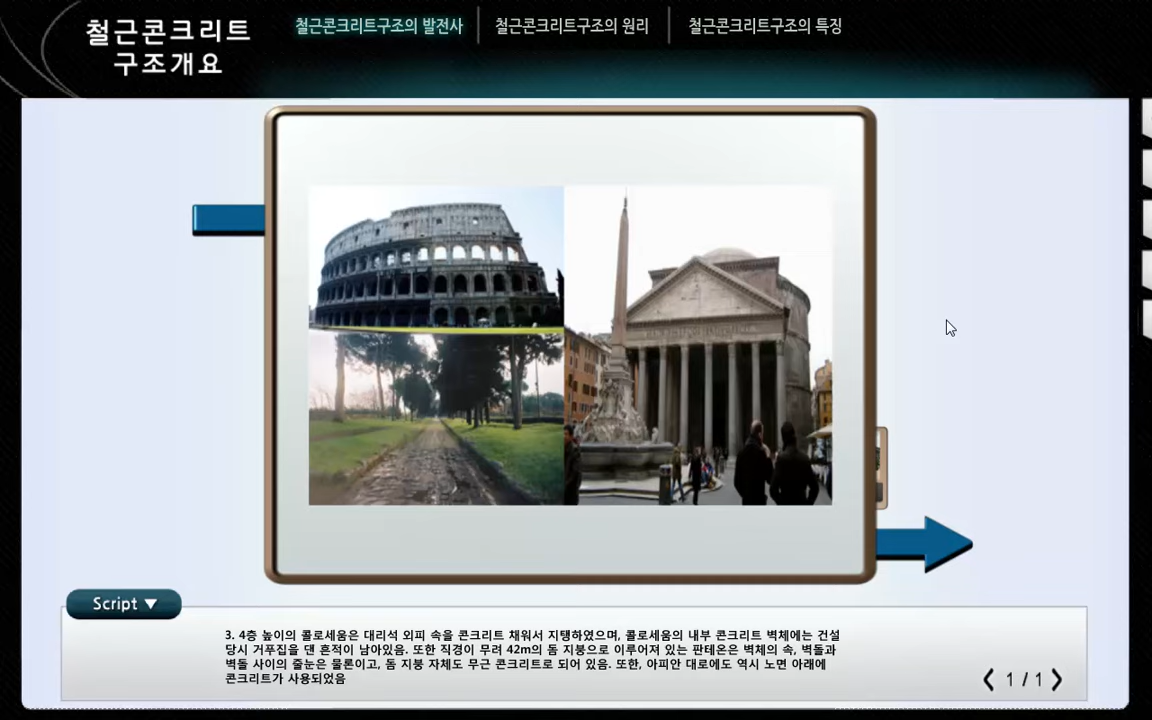 철근콘크리트
구조개요
철근콘크리트구조의 발전사
철근콘크리트구조의 원리
철근콘크리트구조의 특징
Script ▼
3. 4층 높이의 콜로세움은 대리석 외피 속을 콘크리트 채워서 지탱하였으며, 콜로세움의 내부 콘크리트 벽체에는 건설
당시 거푸집을 댄 흔적이 남아있음. 또한 직경이 무려 42m의 돔 지붕으로 이루어져 있는 판테온은 벽체의 속, 벽돌과
벽돌 사이의 줄눈은 물론이고, 돔 지붕 자체도 무근 콘크리트로 되어 있음. 또한, 아피안 대로에도 역시 노면 아래에
콘크리트가 사용되었음
1 / 1